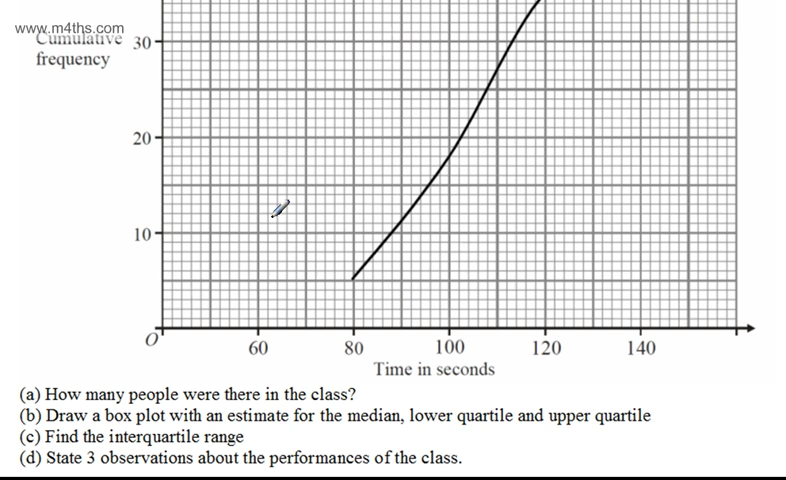 www.m4ths.com
Cumulative
frequency
30
20
10
O
60 80 100 120 140
Time in seconds
(a) How many people were there in the class?
(b) Draw a box plot with an estimate for the median, lower quartile and upper quartile
(c) Find the interquartile range
(d) State 3 observations about the performances of the class.